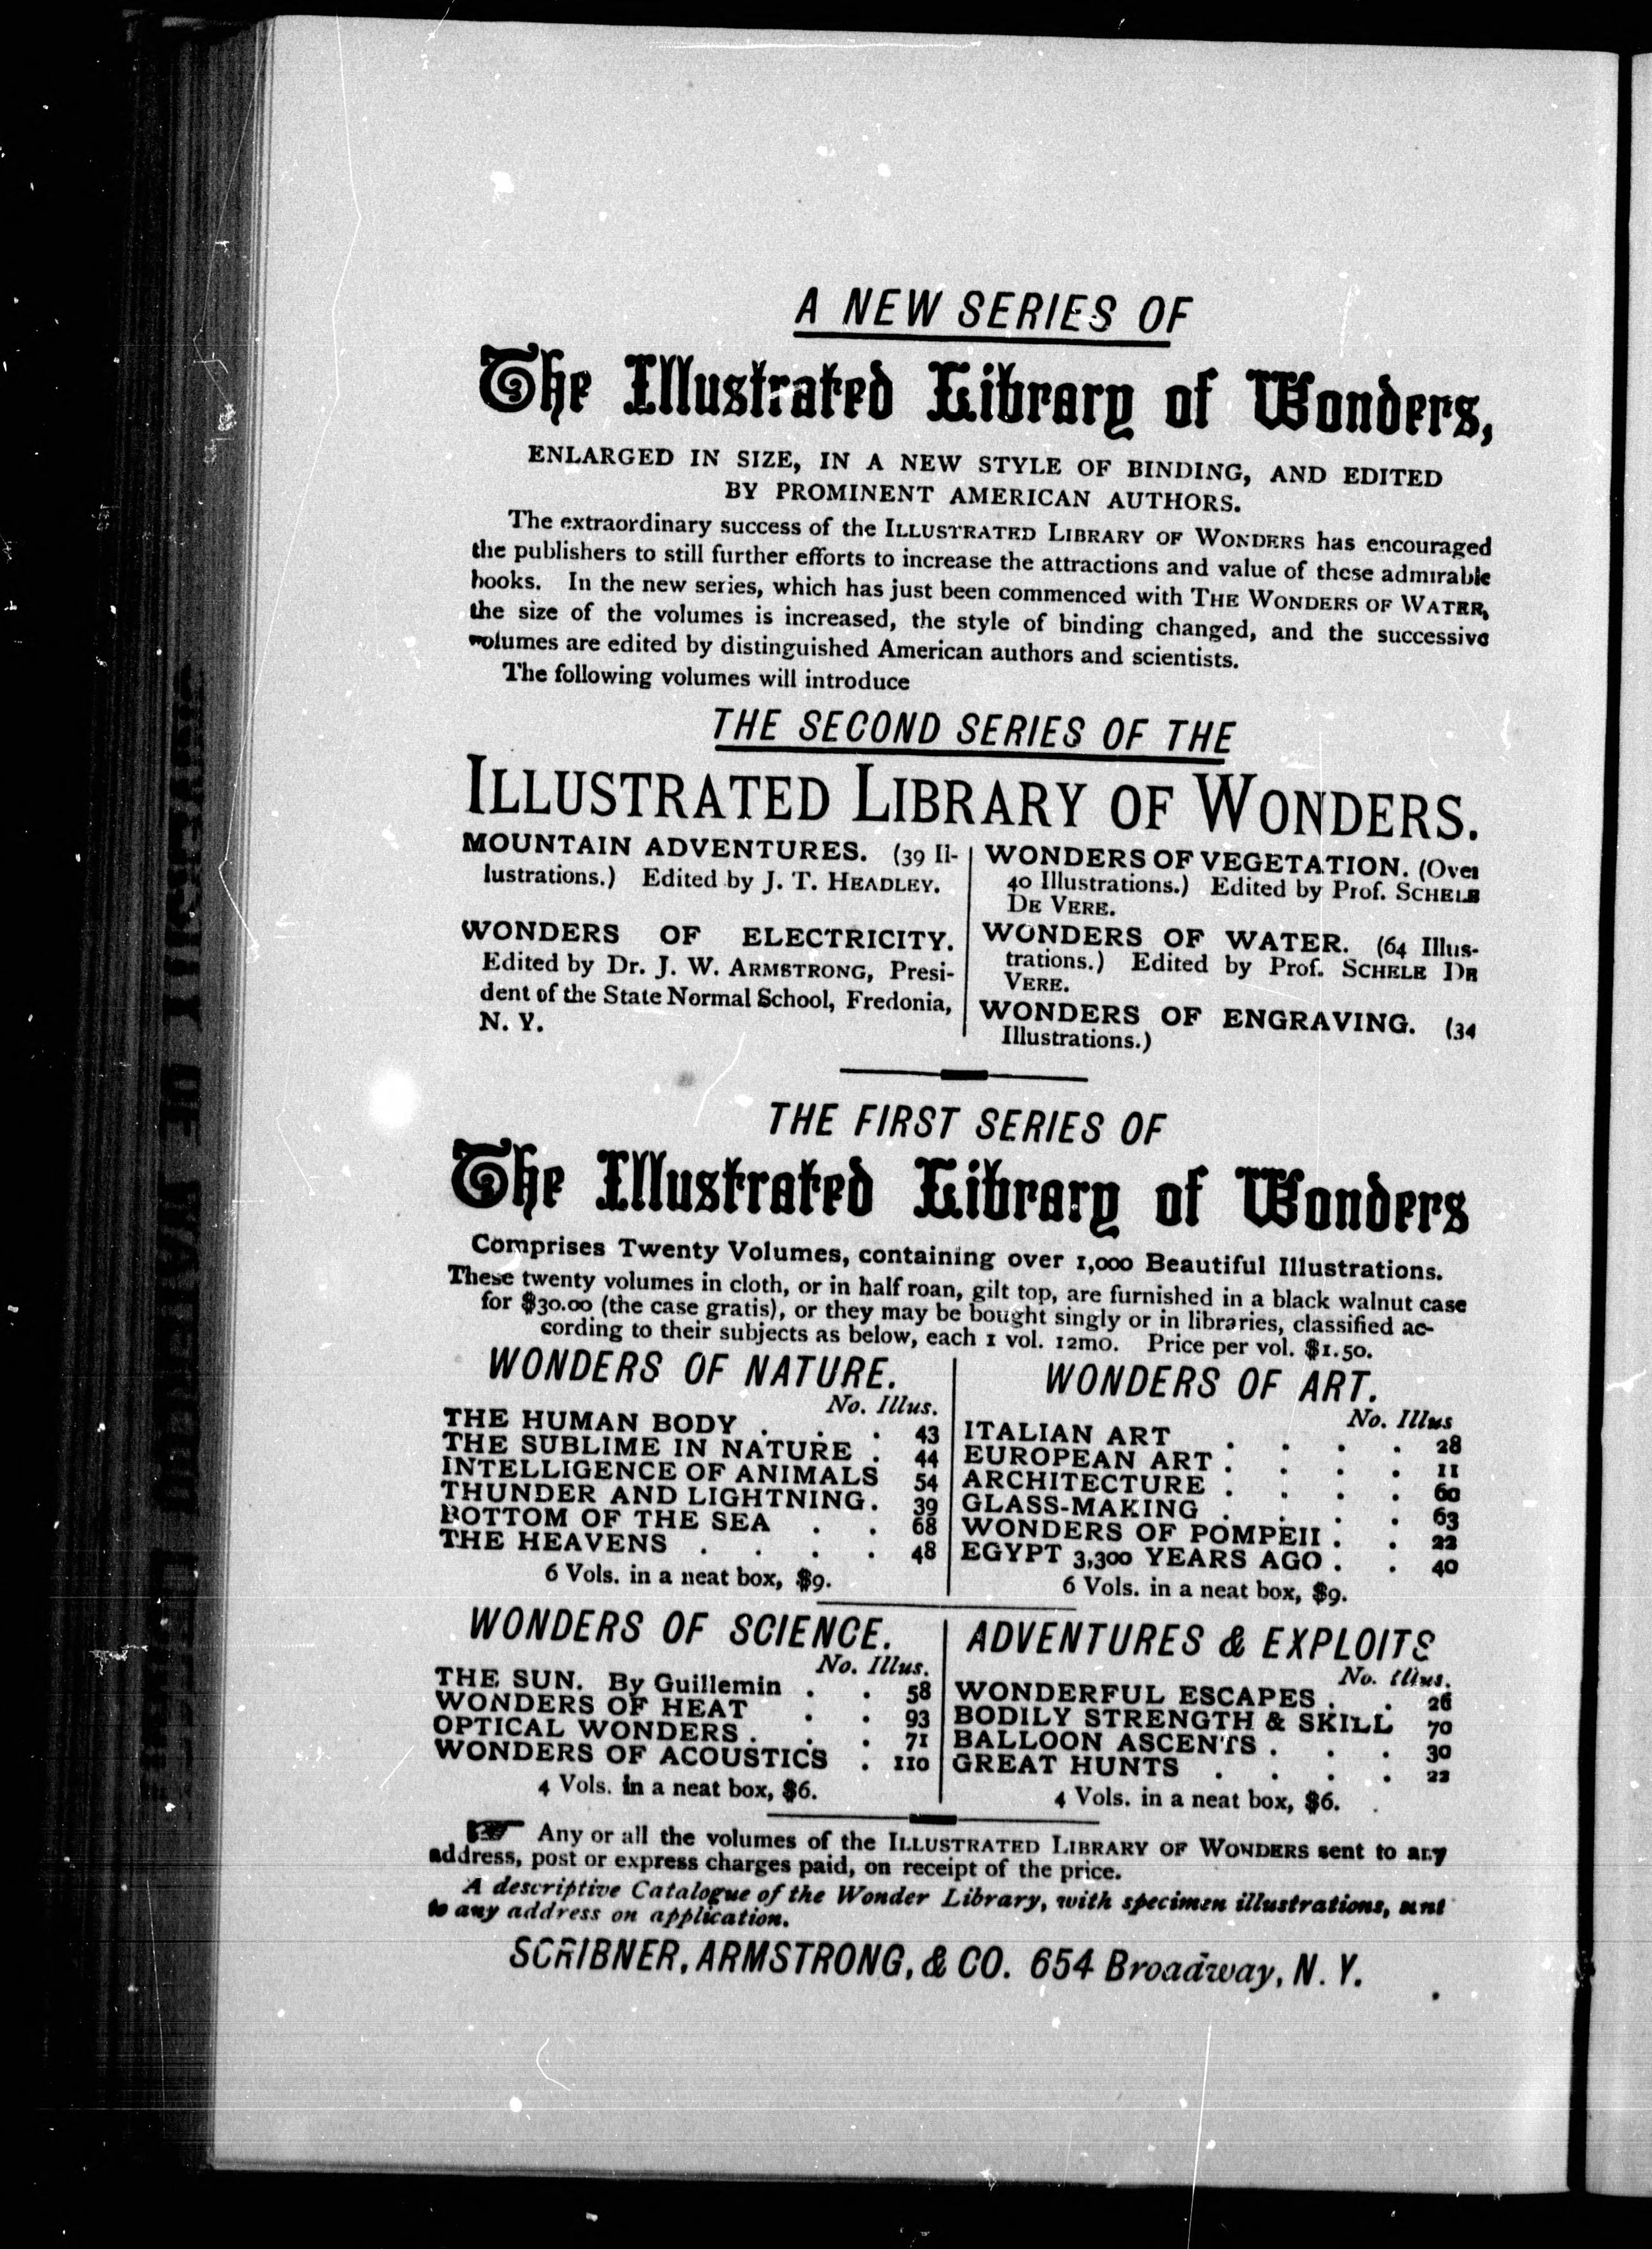 A NEW SERIES OF
The Illustrated Library of Wonders,
ENLARGED IN SIZE, IN A NEW STYLE OF BINDING, AND EDITED
BY PROMINENT AMERICAN AUTHORS.
The extraordinary success of the ILLUSTRATED LIBRARY OF WONDERS has encouraged
the publishers to still further efforts to increase the attractions and value of these admirable
books. In the new series, which has just been commenced with THE WONDERS OF WATER,
the size of the volumes is increased, the style of binding changed, and the successive
volumes are edited by distinguished American authors and scientists.
The following volumes will introduce
THE SECOND SERIES OF THE
ILLUSTRATED LIBRARY OF WONDERS.
MOUNTAIN ADVENTURES. (39 Il-
lustrations.) Edited by J. T. HEADLEY.
WONDERS OF ELECTRICITY.
Edited by Dr. J. W. ARMSTRONG, Presi-
dent of the State Normal School, Fredonia,
N. Y.
WONDERS OF VEGETATION. (Over
40 Illustrations.) Edited by Prof. SCHELE
DE VERE.
WONDERS OF WATER. (64 Illus-
trations.) Edited by Prof. SCHELE DE
VERE.
WONDERS OF ENGRAVING. (34
Illustrations.)
THE FIRST SERIES OF
The Illustrated Library of Wonders
Comprises Twenty Volumes, containing over 1,000 Beautiful Illustrations.
These twenty volumes in cloth, or in half roan, gilt top, are furnished in a black walnut case
for $30.00 (the case gratis), or they may be bought singly or in libraries, classified ac-
cording to their subjects as below, each 1 vol. 12mo. Price per vol. $1.50.
WONDERS OF NATURE.
No. Illus.
THE HUMAN BODY . . . 43
THE SUBLIME IN NATURE . 44
INTELLIGENCE OF ANIMALS 54
THUNDER AND LIGHTNING. 39
BOTTOM OF THE SEA . . 68
THE HEAVENS . . . . 48
6 Vols. in a neat box, $9.
WONDERS OF ART.
No. Illus
ITALIAN ART . . . . 28
EUROPEAN ART . . . . 11
ARCHITECTURE . . . . 60
GLASS-MAKING . . . . 63
WONDERS OF POMPEII . . 22
EGYPT 3,300 YEARS AGO . . 40
6 Vols. in a neat box, $9.
WONDERS OF SCIENCE.
No. Illus.
THE SUN. By Guillemin . . 58
WONDERS OF HEAT . . 93
OPTICAL WONDERS . . . 71
WONDERS OF ACOUSTICS . 110
4 Vols. in a neat box, $6.
ADVENTURES & EXPLOITS
No. Illus.
WONDERFUL ESCAPES . . 26
BODILY STRENGTH & SKILL 70
BALLOON ASCENTS . . . 30
GREAT HUNTS . . . . 22
4 Vols. in a neat box, $6.
☞ Any or all the volumes of the ILLUSTRATED LIBRARY OF WONDERS sent to any
address, post or express charges paid, on receipt of the price.
A descriptive Catalogue of the Wonder Library, with specimen illustrations, sent
to any address on application.
SCRIBNER, ARMSTRONG, & CO. 654 Broadway, N. Y.